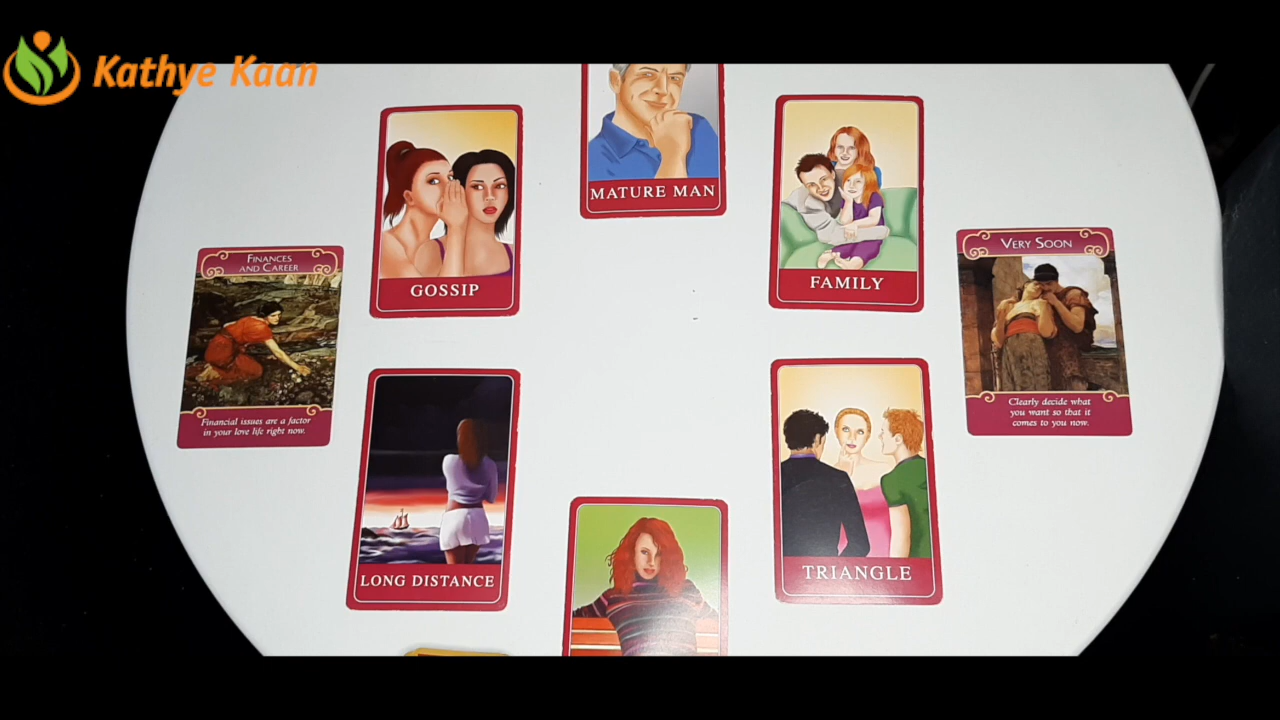 Kathye Kaan
MATURE MAN
GOSSIP
FAMILY
FINANCES
AND CAREER
Financial issues are a factor
in your love life right now.
VERY SOON
Clearly decide what
you want so that it
comes to you now.
LONG DISTANCE
TRIANGLE